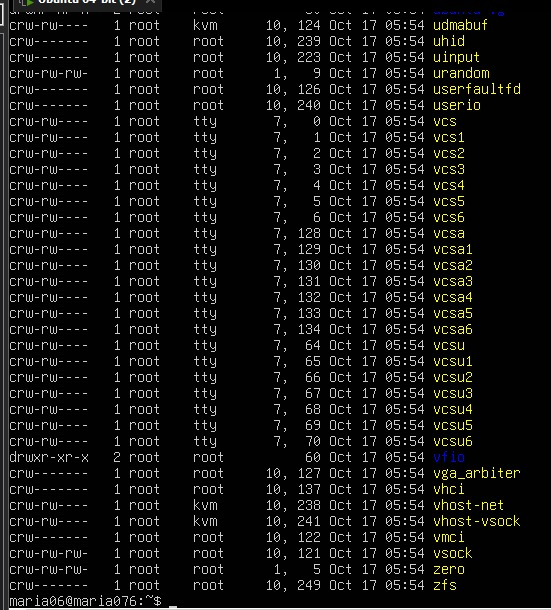 crw-rw---- 1 root kvm 10, 124 Oct 17 05:54 udmabuf
crw------- 1 root root 10, 239 Oct 17 05:54 uhid
crw------- 1 root root 10, 223 Oct 17 05:54 uinput
crw-rw-rw- 1 root root 1, 9 Oct 17 05:54 urandom
crw------- 1 root root 10, 126 Oct 17 05:54 userfaultfd
crw------- 1 root root 10, 240 Oct 17 05:54 userio
crw-rw---- 1 root tty 7, 0 Oct 17 05:54 vcs
crw-rw---- 1 root tty 7, 1 Oct 17 05:54 vcs1
crw-rw---- 1 root tty 7, 2 Oct 17 05:54 vcs2
crw-rw---- 1 root tty 7, 3 Oct 17 05:54 vcs3
crw-rw---- 1 root tty 7, 4 Oct 17 05:54 vcs4
crw-rw---- 1 root tty 7, 5 Oct 17 05:54 vcs5
crw-rw---- 1 root tty 7, 6 Oct 17 05:54 vcs6
crw-rw---- 1 root tty 7, 128 Oct 17 05:54 vcsa
crw-rw---- 1 root tty 7, 129 Oct 17 05:54 vcsa1
crw-rw---- 1 root tty 7, 130 Oct 17 05:54 vcsa2
crw-rw---- 1 root tty 7, 131 Oct 17 05:54 vcsa3
crw-rw---- 1 root tty 7, 132 Oct 17 05:54 vcsa4
crw-rw---- 1 root tty 7, 133 Oct 17 05:54 vcsa5
crw-rw---- 1 root tty 7, 134 Oct 17 05:54 vcsa6
crw-rw---- 1 root tty 7, 64 Oct 17 05:54 vcsu
crw-rw---- 1 root tty 7, 65 Oct 17 05:54 vcsu1
crw-rw---- 1 root tty 7, 66 Oct 17 05:54 vcsu2
crw-rw---- 1 root tty 7, 67 Oct 17 05:54 vcsu3
crw-rw---- 1 root tty 7, 68 Oct 17 05:54 vcsu4
crw-rw---- 1 root tty 7, 69 Oct 17 05:54 vcsu5
crw-rw---- 1 root tty 7, 70 Oct 17 05:54 vcsu6
drwxr-xr-x 2 root root 60 Oct 17 05:54 vfio
crw------- 1 root root 10, 127 Oct 17 05:54 vga_arbiter
crw------- 1 root root 10, 137 Oct 17 05:54 vhci
crw-rw---- 1 root kvm 10, 238 Oct 17 05:54 vhost-net
crw-rw---- 1 root kvm 10, 241 Oct 17 05:54 vhost-vsock
crw------- 1 root root 10, 122 Oct 17 05:54 vmci
crw-rw-rw- 1 root root 10, 121 Oct 17 05:54 vsock
crw-rw-rw- 1 root root 1, 5 Oct 17 05:54 zero
crw------- 1 root root 10, 249 Oct 17 05:54 zfs
maria06@maria076:~$ _